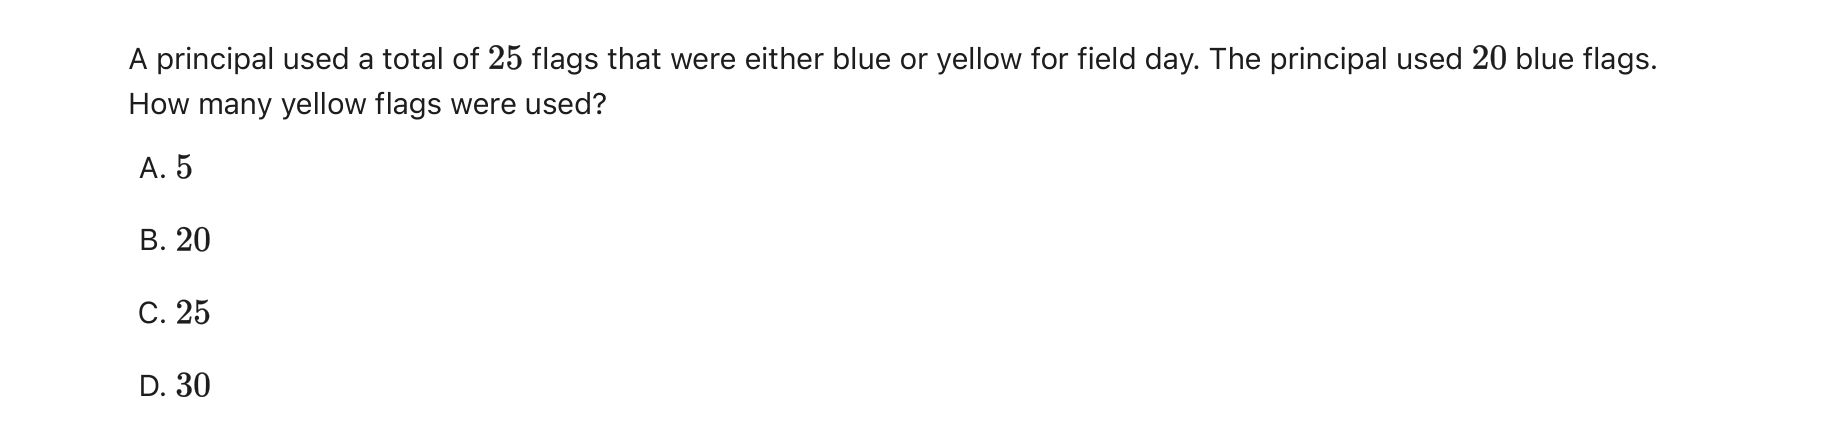 A principal used a total of 25 flags that were either blue or yellow for field day. The principal used 20 blue flags.
How many yellow flags were used?
A. 5
B. 20
C. 25
D. 30